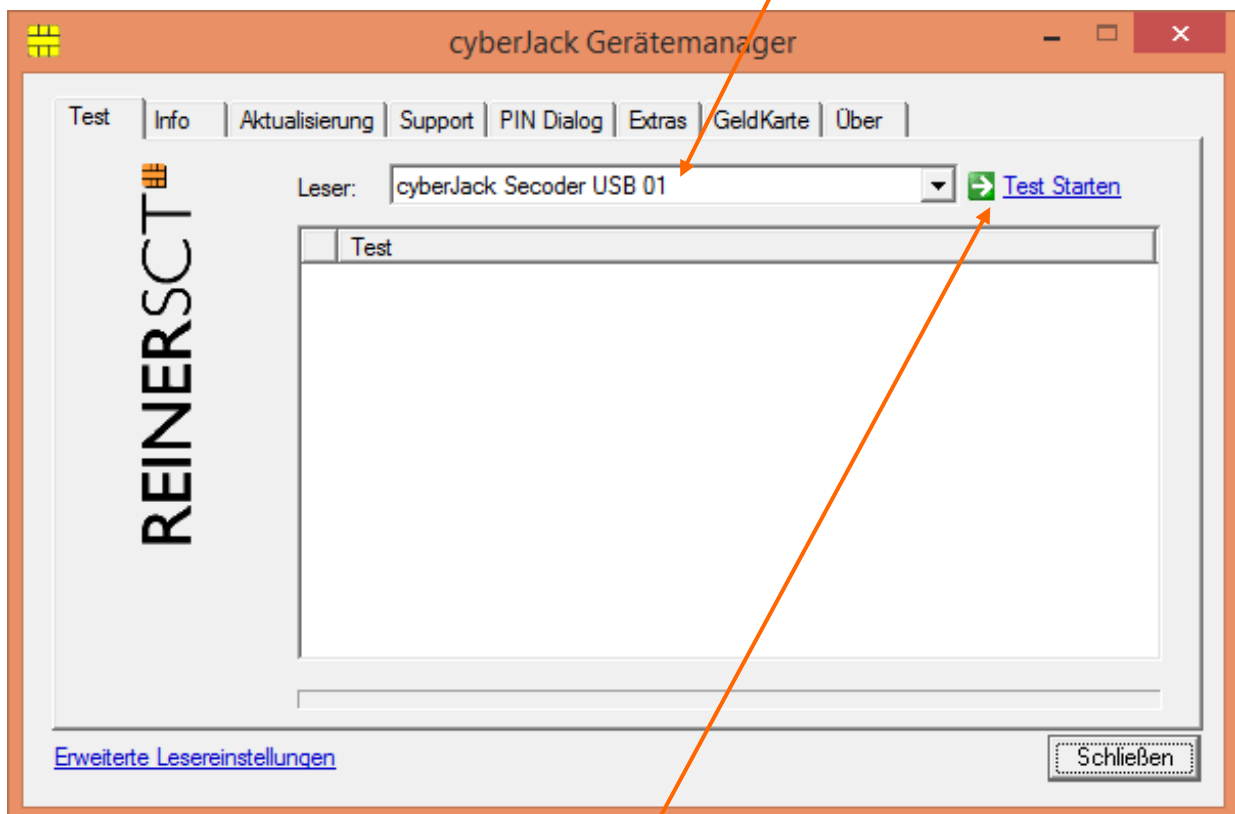 cyberJack Gerätemanager
Test Info Aktualisierung Support PIN Dialog Extras GeldKarte Über
REINERSCT
Leser: cyberJack Secoder USB 01 Test Starten
Test
Erweiterte Lesereinstellungen Schließen